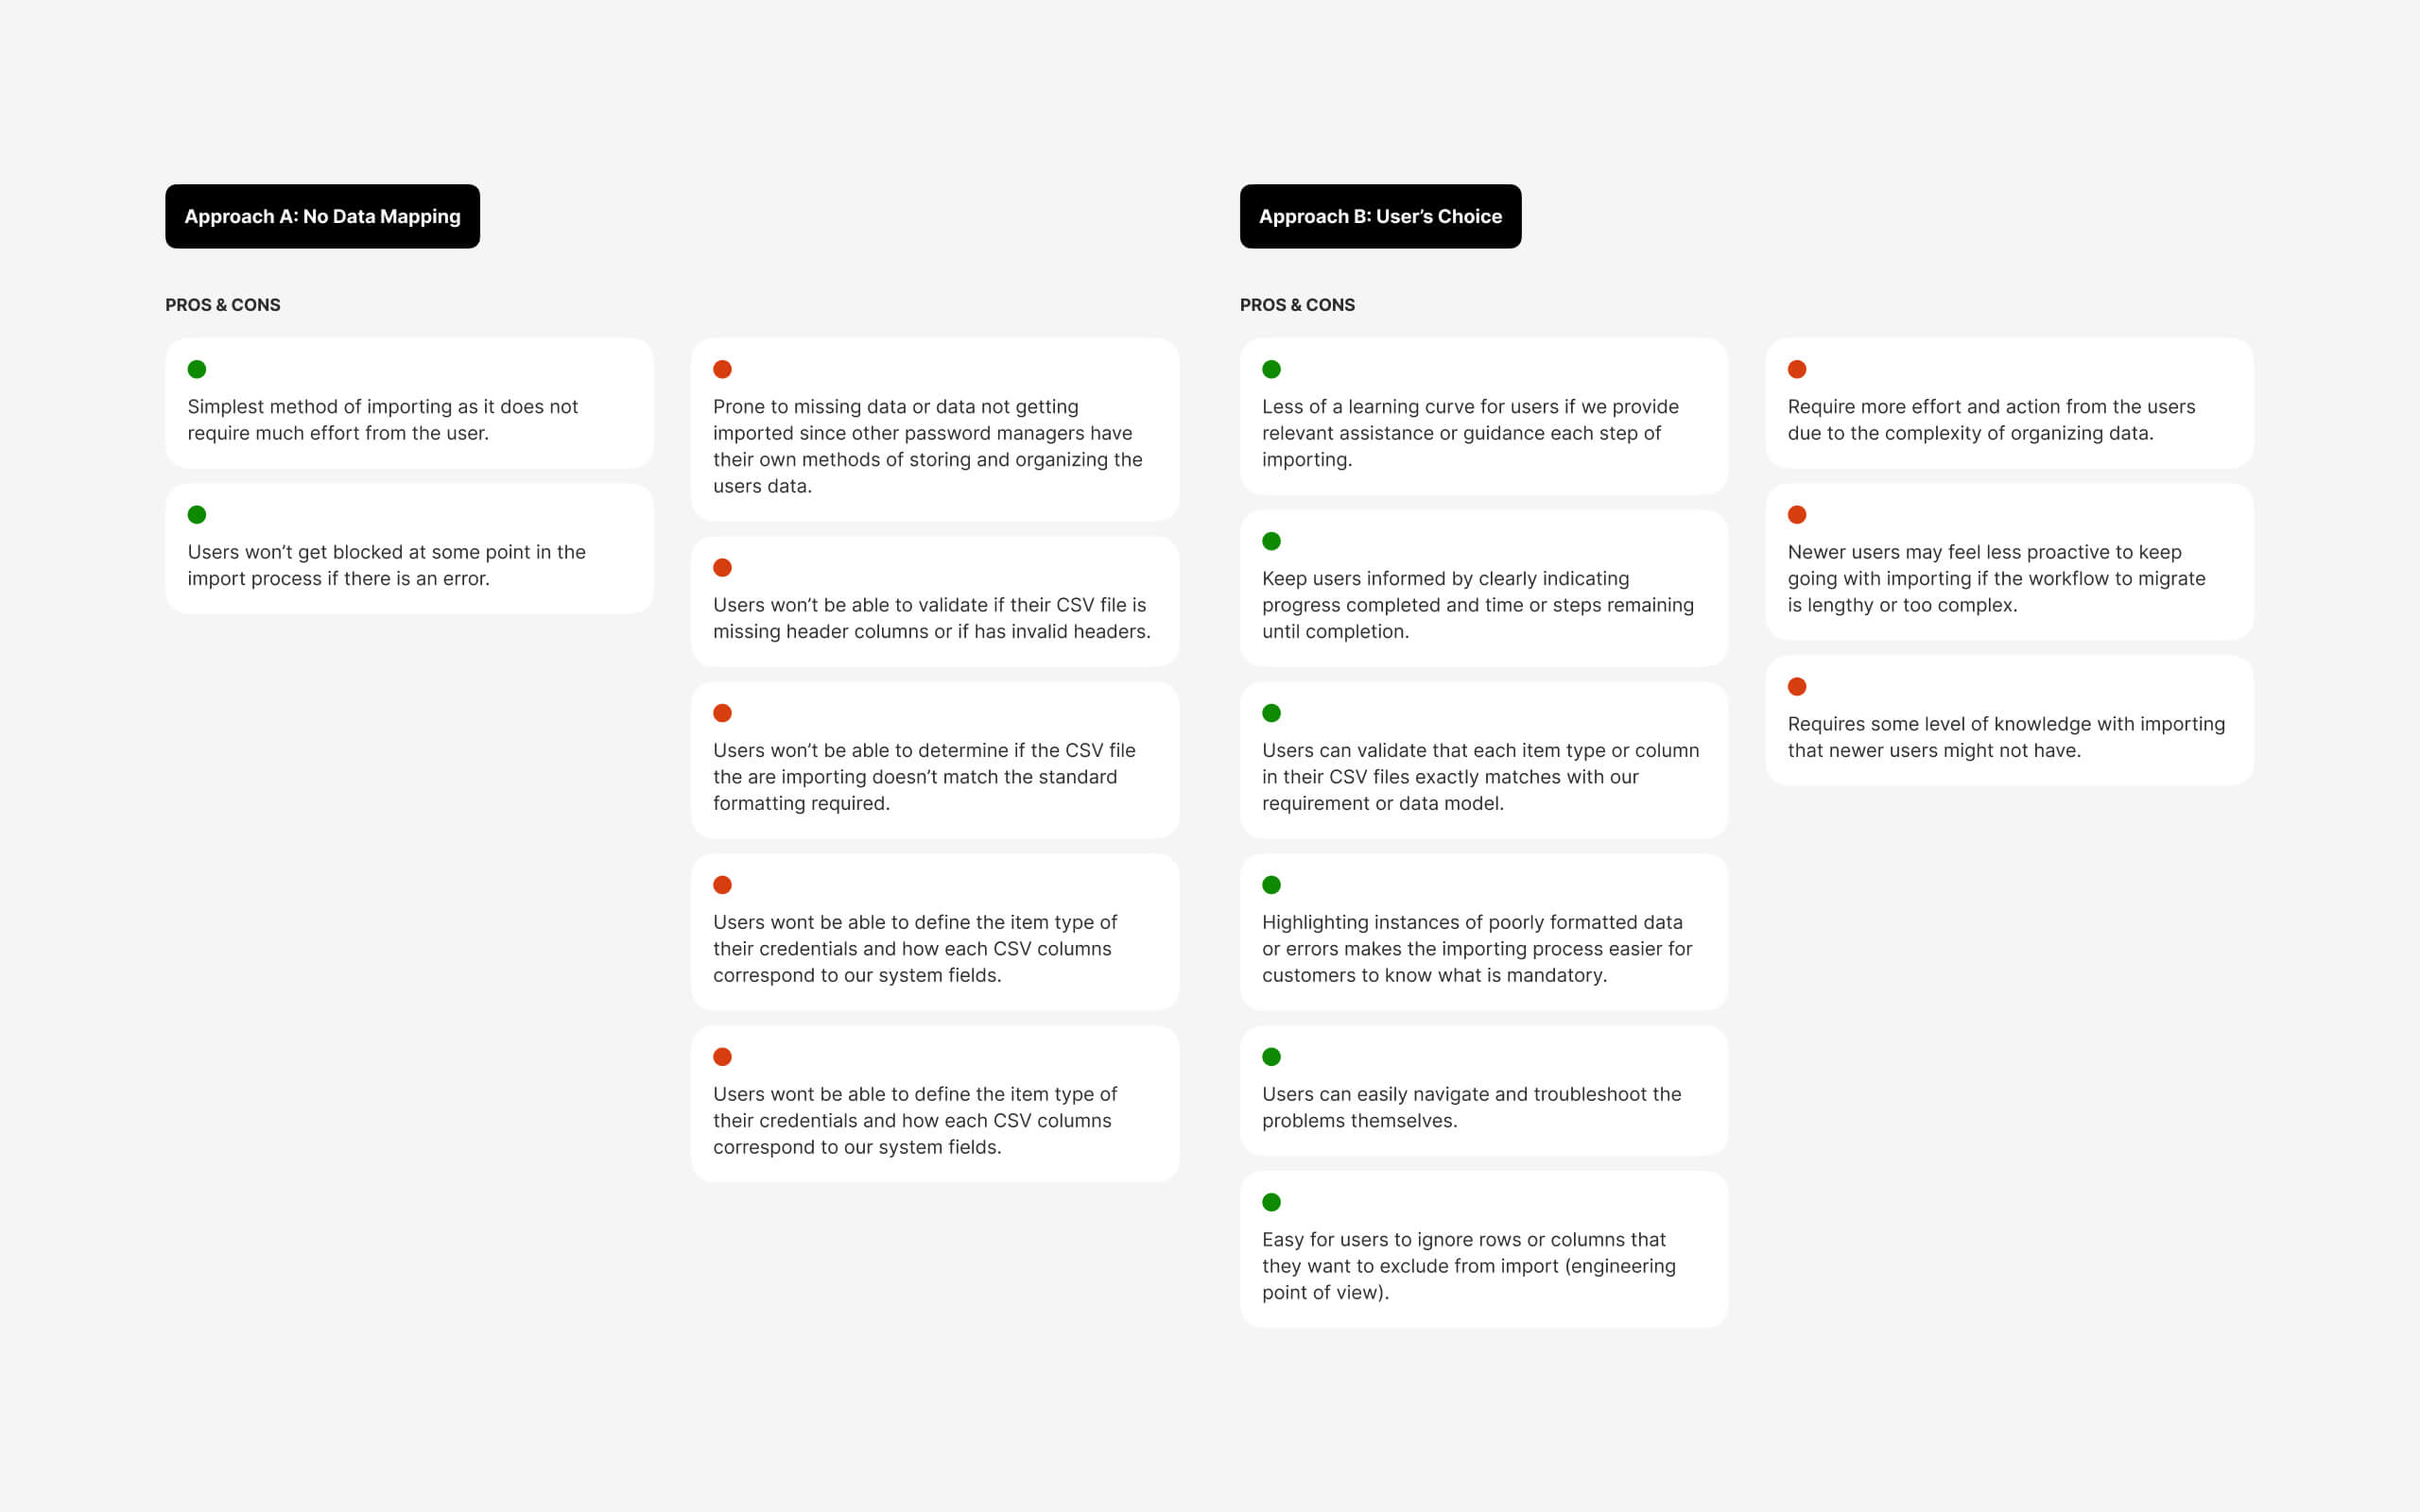 Approach A: No Data Mapping
PROS & CONS
Simplest method of importing as it does not
require much effort from the user.
Users won’t get blocked at some point in the
import process if there is an error.
Prone to missing data or data not getting
imported since other password managers have
their own methods of storing and organizing the
users data.
Users won’t be able to validate if their CSV file is
missing header columns or if has invalid headers.
Users won’t be able to determine if the CSV file
the are importing doesn’t match the standard
formatting required.
Users wont be able to define the item type of
their credentials and how each CSV columns
correspond to our system fields.
Users wont be able to define the item type of
their credentials and how each CSV columns
correspond to our system fields.
Approach B: User’s Choice
PROS & CONS
Less of a learning curve for users if we provide
relevant assistance or guidance each step of
importing.
Keep users informed by clearly indicating
progress completed and time or steps remaining
until completion.
Users can validate that each item type or column
in their CSV files exactly matches with our
requirement or data model.
Highlighting instances of poorly formatted data
or errors makes the importing process easier for
customers to know what is mandatory.
Users can easily navigate and troubleshoot the
problems themselves.
Easy for users to ignore rows or columns that
they want to exclude from import (engineering
point of view).
Require more effort and action from the users
due to the complexity of organizing data.
Newer users may feel less proactive to keep
going with importing if the workflow to migrate
is lengthy or too complex.
Requires some level of knowledge with importing
that newer users might not have.